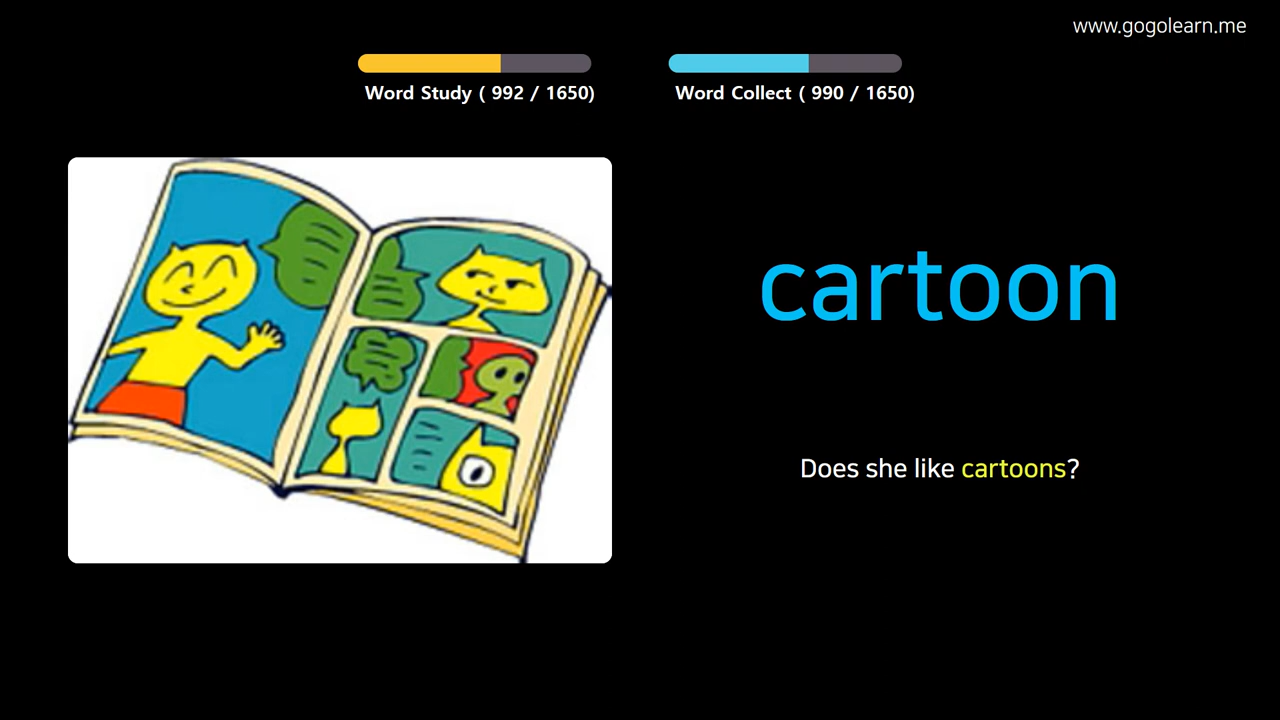 www.gogolearn.me
Word Study ( 992 / 1650)
Word Collect ( 990 / 1650)
cartoon
Does she like cartoons?